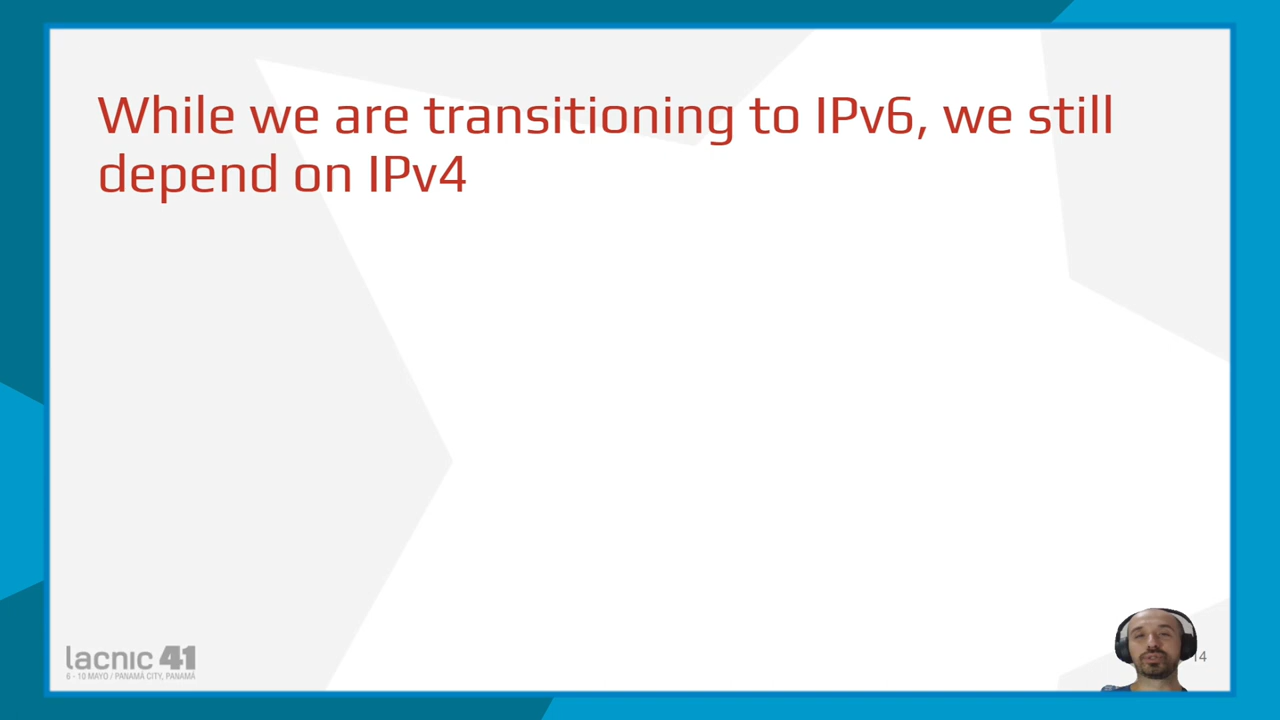 While we are transitioning to IPv6, we still
depend on IPv4
lacnic 41
6 - 10 MAYO / PANAMÁ CITY, PANAMÁ
14